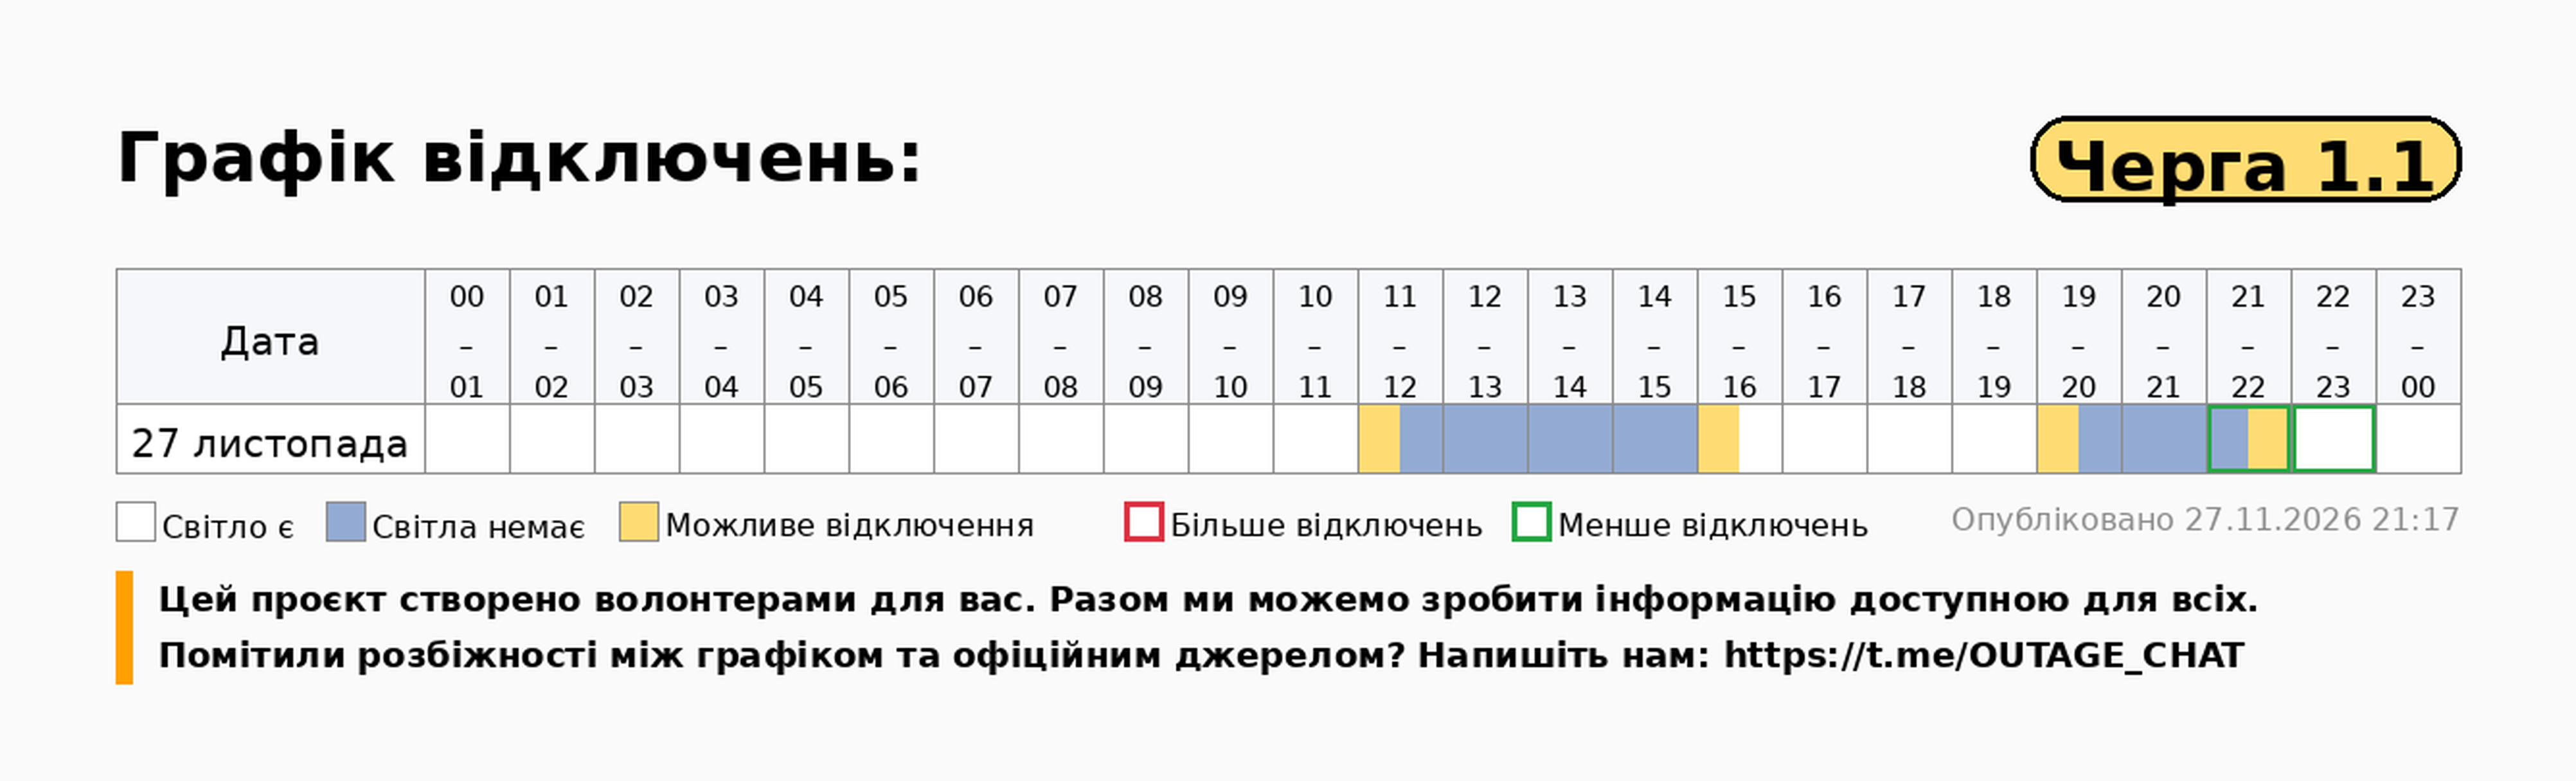 Графік відключень:
Черга 1.1
Дата
00 – 01
01 – 02
02 – 03
03 – 04
04 – 05
05 – 06
06 – 07
07 – 08
08 – 09
09 – 10
10 – 11
11 – 12
12 – 13
13 – 14
14 – 15
15 – 16
16 – 17
17 – 18
18 – 19
19 – 20
20 – 21
21 – 22
22 – 23
23 – 00
27 листопада
Світло є
Світла немає
Можливе відключення
Більше відключень
Менше відключень
Опубліковано 27.11.2026 21:17
Цей проєкт створено волонтерами для вас. Разом ми можемо зробити інформацію доступною для всіх.
Помітили розбіжності між графіком та офіційним джерелом? Напишіть нам: https://t.me/OUTAGE_CHAT